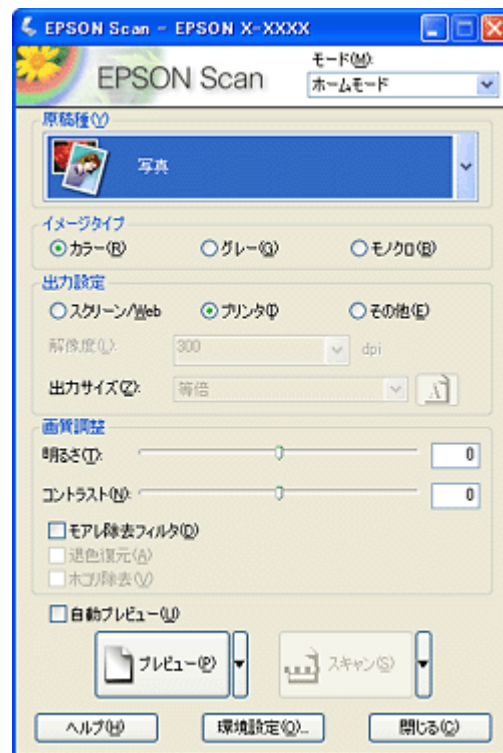 EPSON Scan - EPSON X-XXXX
EPSON Scan
モード(M):
ホームモード
原稿種(Y)
写真
イメージタイプ
カラー(R) グレー(G) モノクロ(B)
出力設定
スクリーン/Web プリンタ(I) その他(E)
解像度(L): 300 dpi
出力サイズ(Z): 等倍
画質調整
明るさ(T): 0
コントラスト(N): 0
モアレ除去フィルタ(D)
退色復元(A)
ホコリ除去(V)
自動プレビュー(U)
プレビュー(P) スキャン(S)
ヘルプ(H) 環境設定(O)... 閉じる(C)